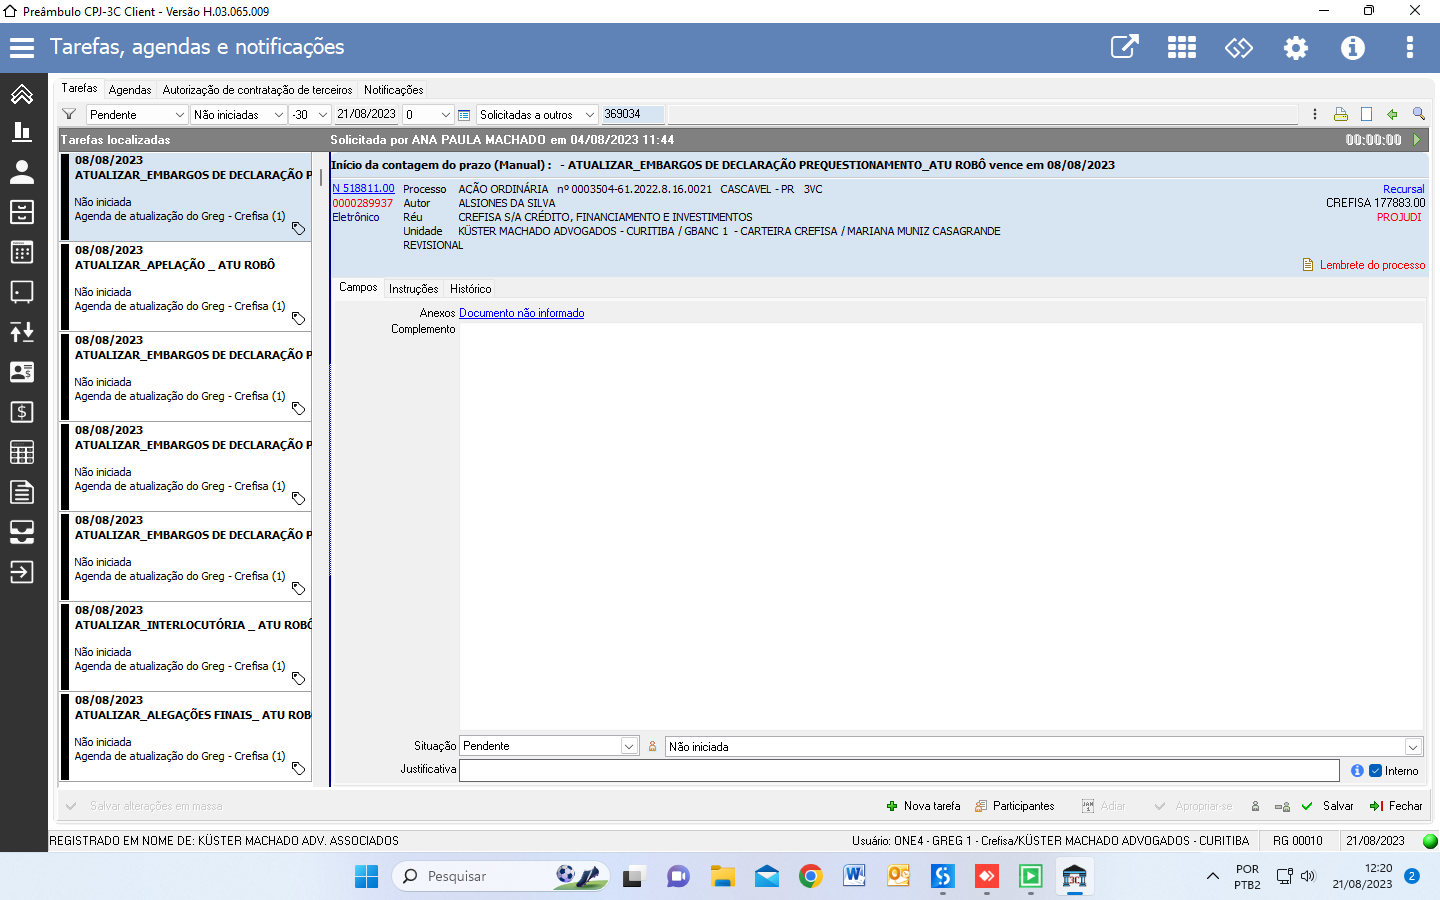 Preâmbulo CPJ-3C Client - Versão H.03.065.009
Tarefas, agendas e notificações
Tarefas Agendas Autorização de contratação de terceiros Notificações
Pendente Não iniciadas -30 21/08/2023 0 Solicitadas a outros 369034
Tarefas localizadas
Solicitada por ANA PAULA MACHADO em 04/08/2023 11:44 00:00:00
08/08/2023
ATUALIZAR_EMBARGOS DE DECLARAÇÃO P
Não iniciada
Agenda de atualização do Greg - Crefisa (1)
08/08/2023
ATUALIZAR_APELAÇÃO _ ATU ROBÔ
Não iniciada
Agenda de atualização do Greg - Crefisa (1)
08/08/2023
ATUALIZAR_EMBARGOS DE DECLARAÇÃO P
Não iniciada
Agenda de atualização do Greg - Crefisa (1)
08/08/2023
ATUALIZAR_EMBARGOS DE DECLARAÇÃO P
Não iniciada
Agenda de atualização do Greg - Crefisa (1)
08/08/2023
ATUALIZAR_EMBARGOS DE DECLARAÇÃO P
Não iniciada
Agenda de atualização do Greg - Crefisa (1)
08/08/2023
ATUALIZAR_INTERLOCUTÓRIA _ ATU ROBÔ
Não iniciada
Agenda de atualização do Greg - Crefisa (1)
08/08/2023
ATUALIZAR_ALEGAÇÕES FINAIS_ ATU ROB
Não iniciada
Agenda de atualização do Greg - Crefisa (1)
Início da contagem do prazo (Manual) : - ATUALIZAR_EMBARGOS DE DECLARAÇÃO PREQUESTIONAMENTO_ATU ROBÔ vence em 08/08/2023
N 518811.00 Processo AÇÃO ORDINÁRIA nº 0003504-61.2022.8.16.0021 CASCAVEL - PR 3VC Recursal
0000289937 Autor ALSIONES DA SILVA CREFISA 177883.00
Eletrônico Réu CREFISA S/A CRÉDITO, FINANCIAMENTO E INVESTIMENTOS PROJUDI
Unidade KÜSTER MACHADO ADVOGADOS - CURITIBA / GBANC 1 - CARTEIRA CREFISA / MARIANA MUNIZ CASAGRANDE
REVISIONAL
Lembrete do processo
Campos Instruções Histórico
Anexos Documento não informado
Complemento
Situação Pendente Não iniciada
Justificativa Interno
Salvar alterações em massa Nova tarefa Participantes JAN 1 Adiar Apropriar-se Salvar Fechar
REGISTRADO EM NOME DE: KÜSTER MACHADO ADV. ASSOCIADOS Usuário: ONE4 - GREG 1 - Crefisa/KÜSTER MACHADO ADVOGADOS - CURITIBA RG 00010 21/08/2023
Pesquisar
3C
POR
PTB2
12:20
21/08/2023
2